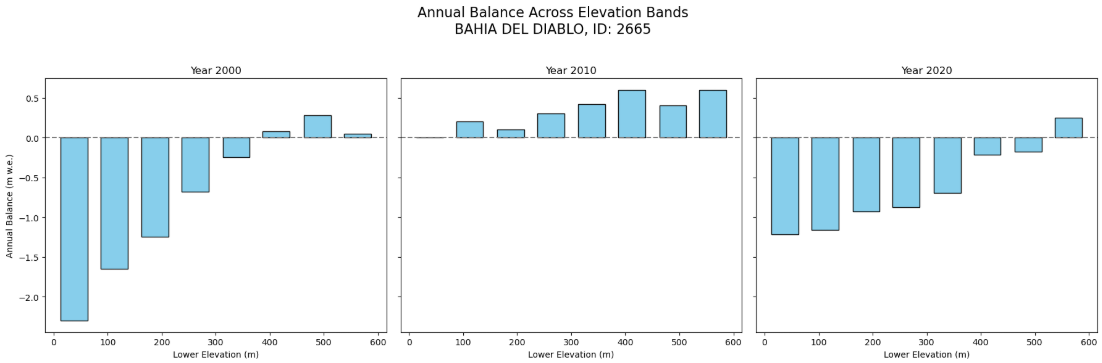 Annual Balance Across Elevation Bands
BAHIA DEL DIABLO, ID: 2665
Year 2000
Year 2010
Year 2020
Annual Balance (m w.e.)
0.5
0.0
−0.5
−1.0
−1.5
−2.0
0 100 200 300 400 500 600
0 100 200 300 400 500 600
0 100 200 300 400 500 600
Lower Elevation (m)
Lower Elevation (m)
Lower Elevation (m)